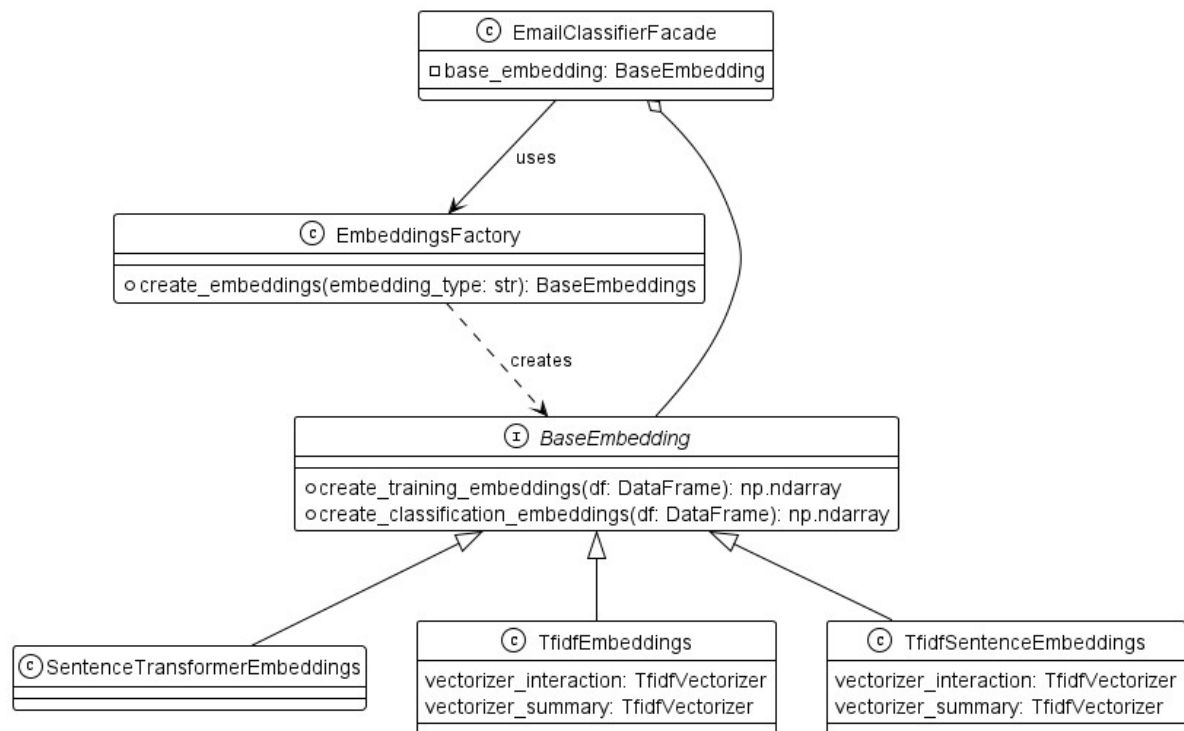 C EmailClassifierFacade
base_embedding: BaseEmbedding
uses
C EmbeddingsFactory
create_embeddings(embedding_type: str): BaseEmbeddings
creates
I BaseEmbedding
create_training_embeddings(df: DataFrame): np.ndarray
create_classification_embeddings(df: DataFrame): np.ndarray
C SentenceTransformerEmbeddings
C TfidfEmbeddings
vectorizer_interaction: TfidfVectorizer
vectorizer_summary: TfidfVectorizer
C TfidfSentenceEmbeddings
vectorizer_interaction: TfidfVectorizer
vectorizer_summary: TfidfVectorizer